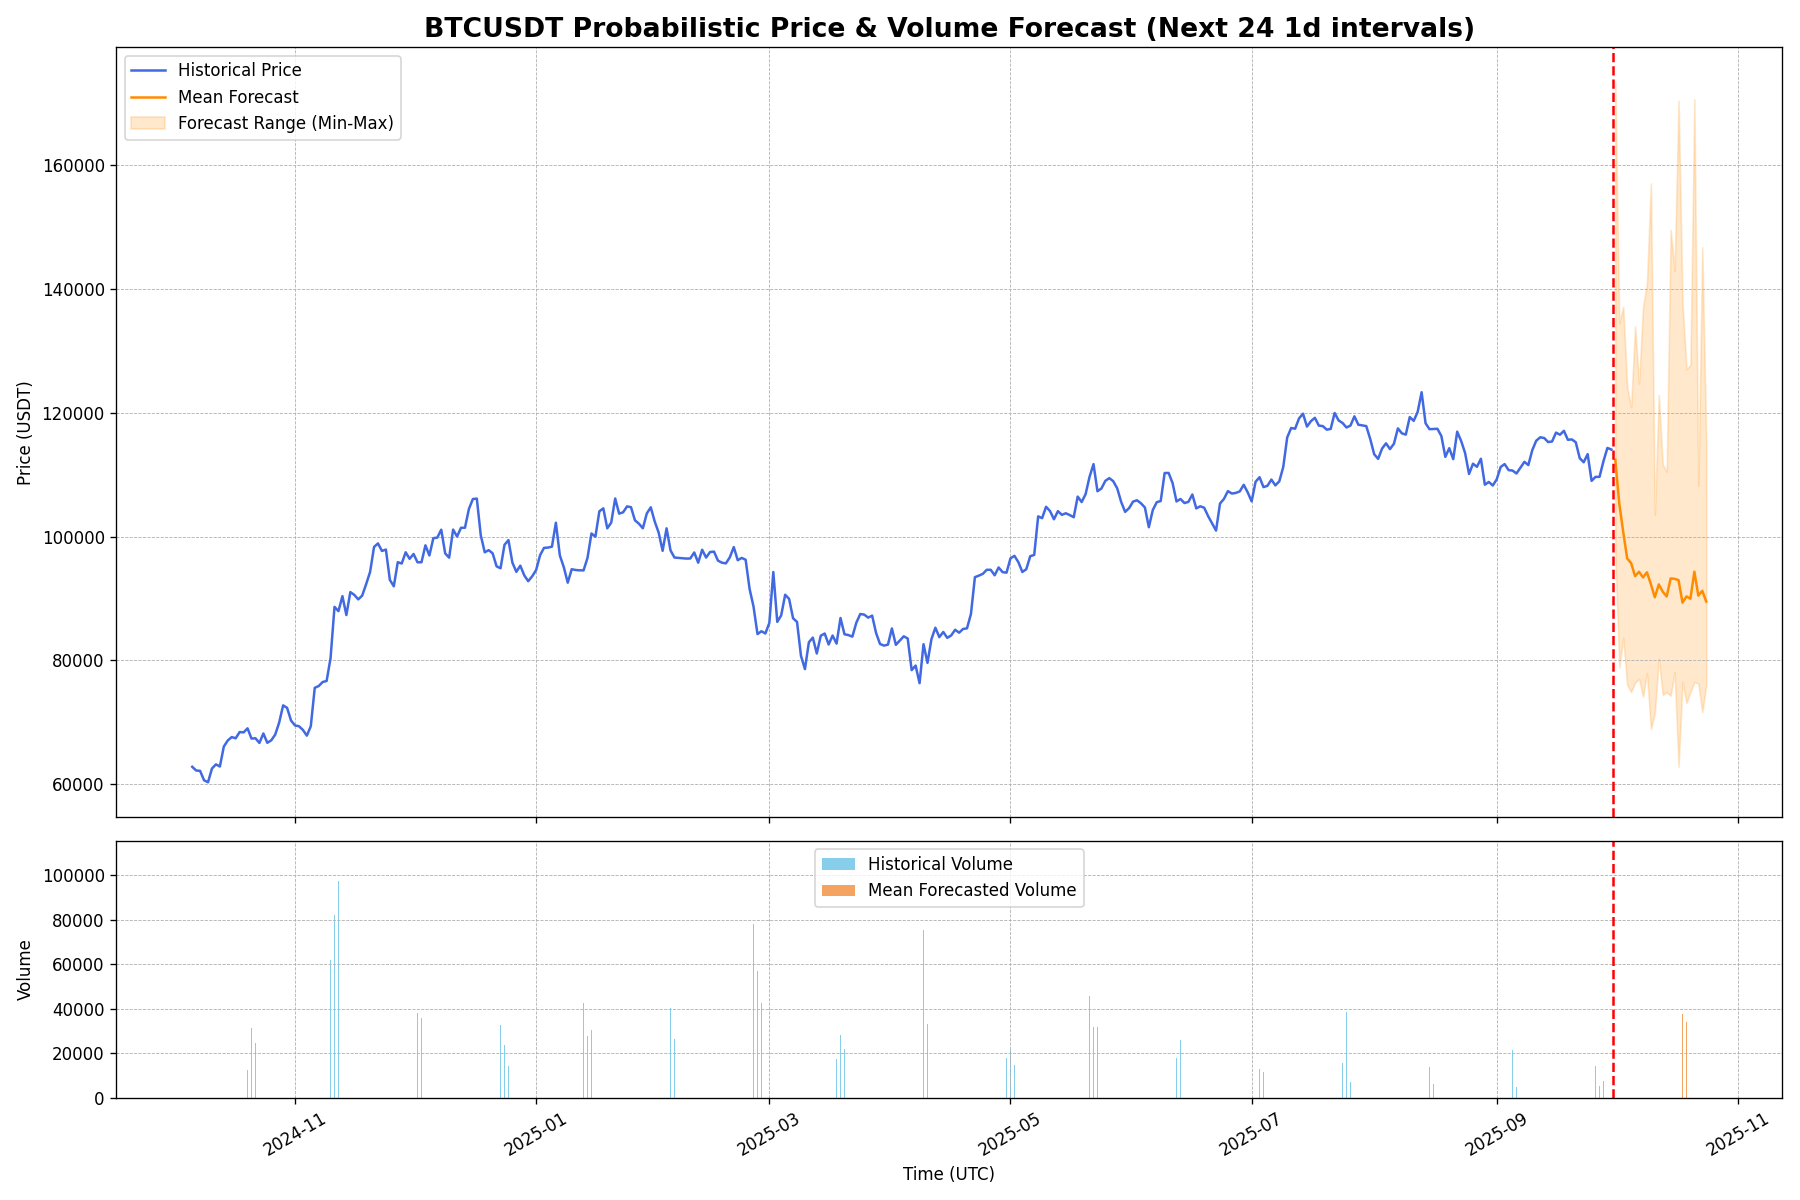 BTCUSDT Probabilistic Price & Volume Forecast (Next 24 1d intervals)
Historical Price
Mean Forecast
Forecast Range (Min-Max)
Price (USDT)
160000
140000
120000
100000
80000
60000
Historical Volume
Mean Forecasted Volume
Volume
100000
80000
60000
40000
20000
0
2024-11
2025-01
2025-03
2025-05
2025-07
2025-09
2025-11
Time (UTC)